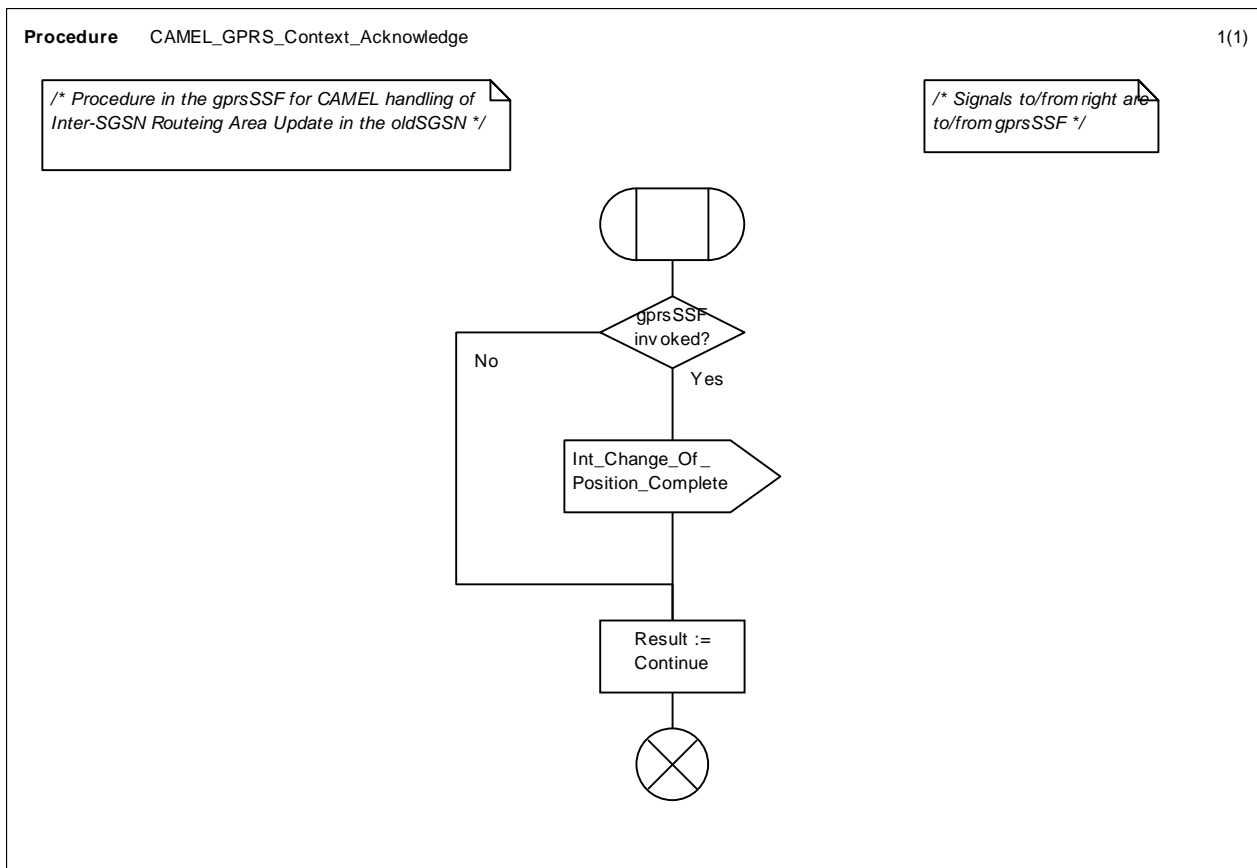 Procedure CAMEL_GPRS_Context_Acknowledge 1(1)
/* Procedure in the gprsSSF for CAMEL handling of
Inter-SGSN Routeing Area Update in the oldSGSN */
/* Signals to/from right are
to/from gprsSSF */
gprsSSF
invoked?
No
Yes
Int_Change_Of_
Position_Complete
Result :=
Continue